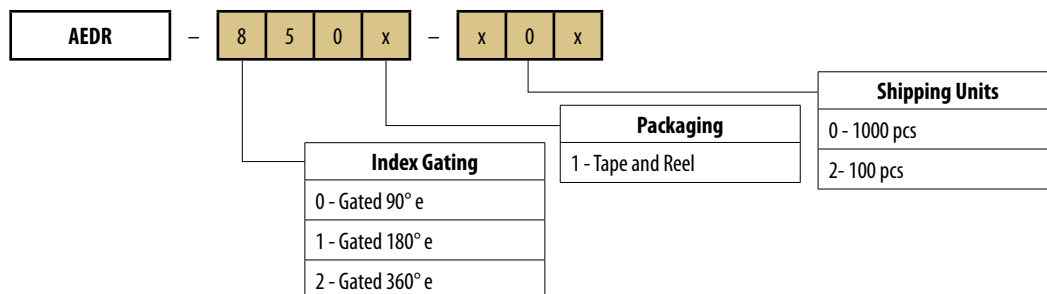 AEDR – 8 5 0 x – x 0 x
Shipping Units
0 - 1000 pcs
2- 100 pcs
Packaging
1 - Tape and Reel
Index Gating
0 - Gated 90° e
1 - Gated 180° e
2 - Gated 360° e